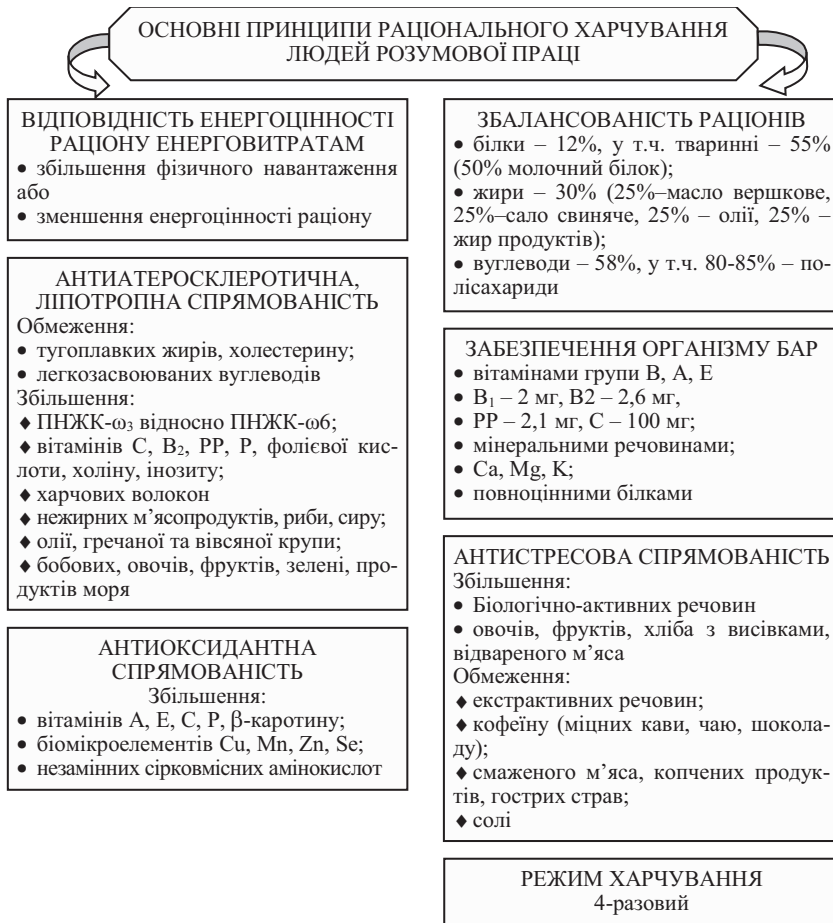 ОСНОВНІ ПРИНЦИПИ РАЦІОНАЛЬНОГО ХАРЧУВАННЯ
ЛЮДЕЙ РОЗУМОВОЇ ПРАЦІ
ВІДПОВІДНІСТЬ ЕНЕРГОЦІННОСТІ
РАЦІОНУ ЕНЕРГОВИТРАТАМ
• збільшення фізичного навантаження
або
• зменшення енергоцінності раціону
АНТИАТЕРОСКЛЕРОТИЧНА,
ЛІПОТРОПНА СПРЯМОВАНІСТЬ
Обмеження:
• тугоплавких жирів, холестерину;
• легкозасвоюваних вуглеводів
Збільшення:
♦ ПНЖК-ω₃ відносно ПНЖК-ω6;
♦ вітамінів С, В₂, РР, Р, фолієвої кис-
лоти, холіну, інозиту;
♦ харчових волокон
♦ нежирних м’ясопродуктів, риби, сиру;
♦ олії, гречаної та вівсяної крупи;
♦ бобових, овочів, фруктів, зелені, про-
дуктів моря
АНТИОКСИДАНТНА
СПРЯМОВАНІСТЬ
Збільшення:
• вітамінів А, Е, С, Р, β-каротину;
• біомікроелементів Cu, Mn, Zn, Se;
• незамінних сірковмісних амінокислот
ЗБАЛАНСОВАНІСТЬ РАЦІОНІВ
• білки – 12%, у т.ч. тваринні – 55%
(50% молочний білок);
• жири – 30% (25%–масло вершкове,
25%–сало свиняче, 25% – олії, 25% –
жир продуктів);
• вуглеводи – 58%, у т.ч. 80-85% – по-
лісахариди
ЗАБЕЗПЕЧЕННЯ ОРГАНІЗМУ БАР
• вітамінами групи В, А, Е
• В₁ – 2 мг, В2 – 2,6 мг,
• РР – 2,1 мг, С – 100 мг;
• мінеральними речовинами;
• Ca, Mg, K;
• повноцінними білками
АНТИСТРЕСОВА СПРЯМОВАНІСТЬ
Збільшення:
• Біологічно-активних речовин
• овочів, фруктів, хліба з висівками,
відвареного м’яса
Обмеження:
♦ екстрактивних речовин;
♦ кофеїну (міцних кави, чаю, шокола-
ду);
♦ смаженого м’яса, копчених продук-
тів, гострих страв;
♦ солі
РЕЖИМ ХАРЧУВАННЯ
4-разовий